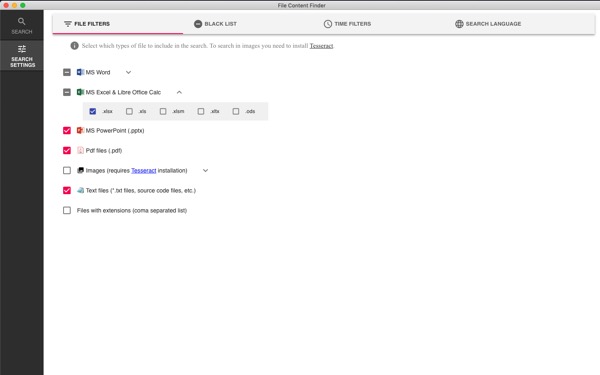 File Content Finder
SEARCH
SEARCH
SETTINGS
FILE FILTERS
BLACK LIST
TIME FILTERS
SEARCH LANGUAGE
Select which types of file to include in the search. To search in images you need to install Tesseract.
MS Word
MS Excel & Libre Office Calc
.xlsx .xls .xlsm .xltx .ods
MS PowerPoint (.pptx)
Pdf files (.pdf)
Images (requires Tesseract installation)
Text files (*.txt files, source code files, etc.)
Files with extensions (coma separated list)